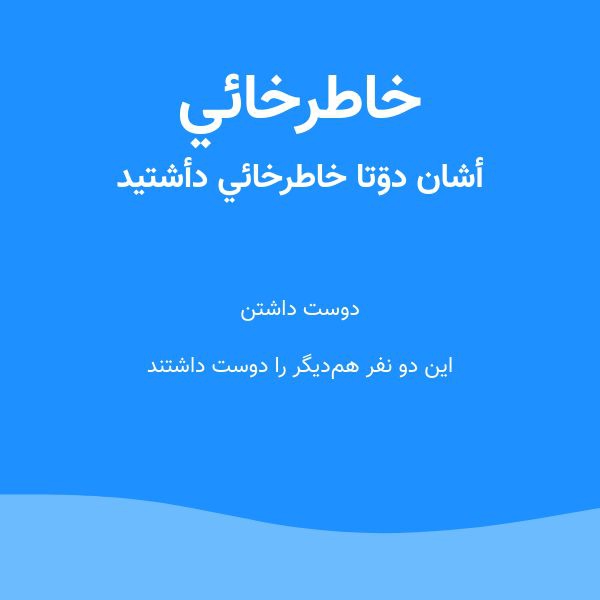 خاطرخائي
أشان دۊتا خاطرخائي دأشتيد
دوست داشتن
این دو نفر هم‌دیگر را دوست داشتند